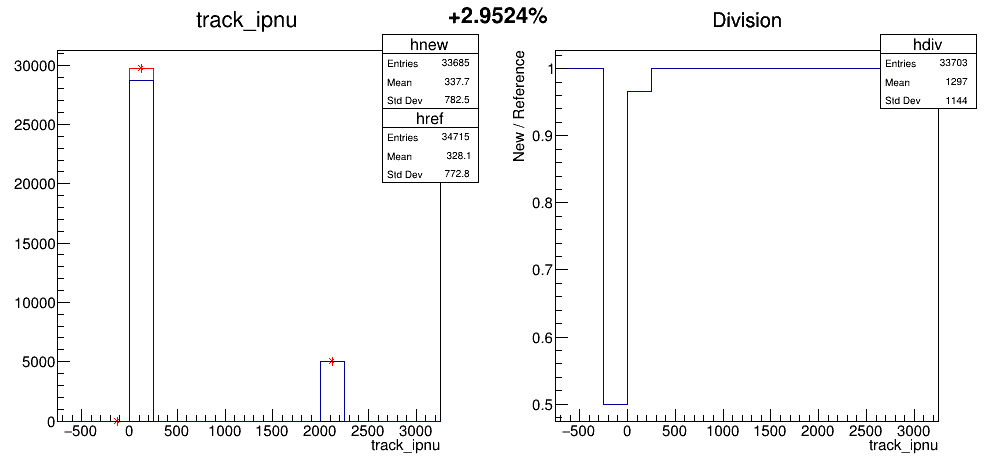 +2.9524%
track_ipnu
hnew
Entries 33685
Mean 337.7
Std Dev 782.5
href
Entries 34715
Mean 328.1
Std Dev 772.8
30000
25000
20000
15000
10000
5000
0
−500 0 500 1000 1500 2000 2500 3000
track_ipnu
Division
hdiv
Entries 33703
Mean 1297
Std Dev 1144
New / Reference
1
0.9
0.8
0.7
0.6
0.5
−500 0 500 1000 1500 2000 2500 3000
track_ipnu